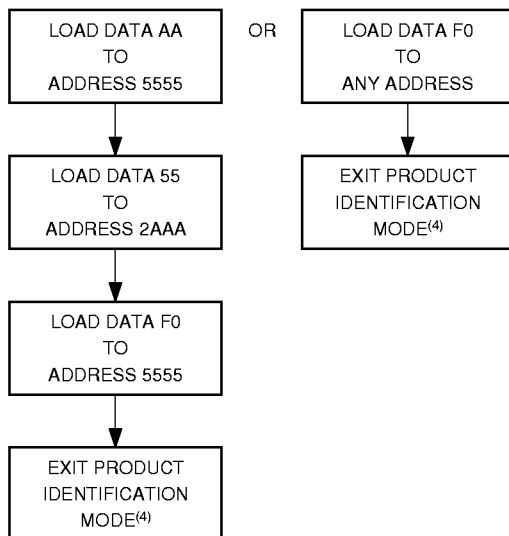 LOAD DATA AA
TO
ADDRESS 5555
LOAD DATA 55
TO
ADDRESS 2AAA
LOAD DATA F0
TO
ADDRESS 5555
EXIT PRODUCT
IDENTIFICATION
MODE(4)
OR
LOAD DATA F0
TO
ANY ADDRESS
EXIT PRODUCT
IDENTIFICATION
MODE(4)